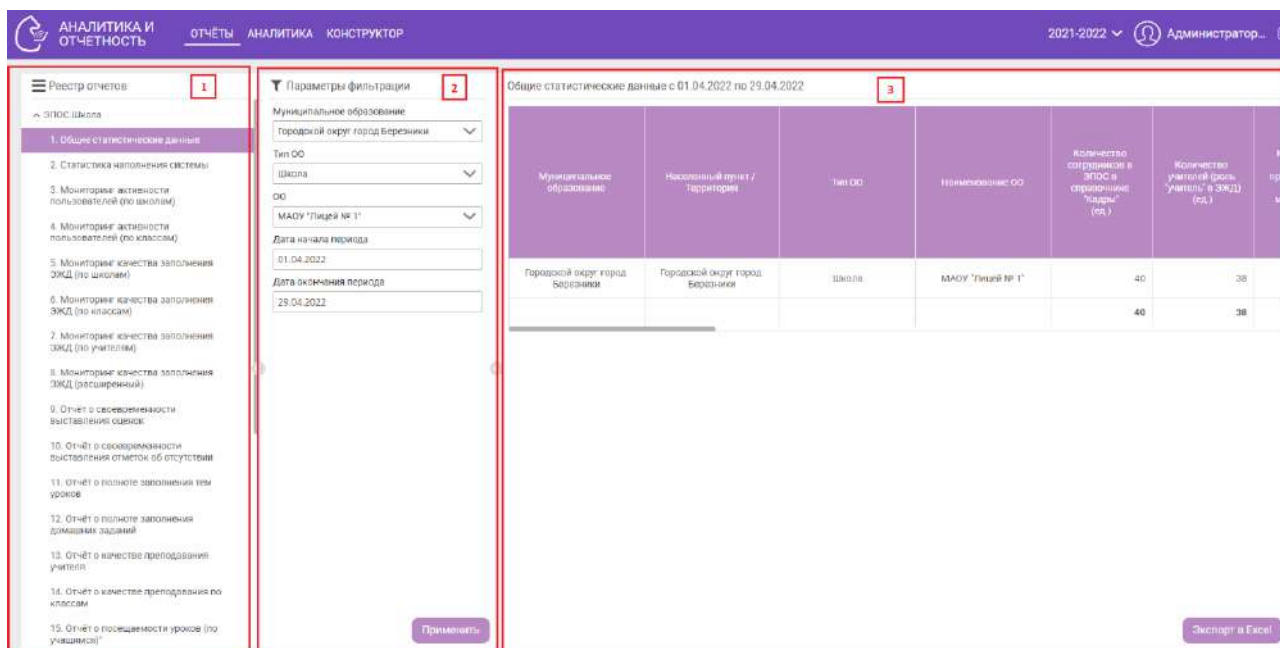 АНАЛИТИКА И
ОТЧЕТНОСТЬ
ОТЧЁТЫ АНАЛИТИКА КОНСТРУКТОР
2021-2022
Администратор...
Реестр отчетов
1
ЭПОС.Школа
1. Общие статистические данные
2. Статистика наполнения системы
3. Мониторинг активности
пользователей (по школам)
4. Мониторинг активности
пользователей (по классам)
5. Мониторинг качества заполнения
ЭЖД (по школам)
6. Мониторинг качества заполнения
ЭЖД (по классам)
7. Мониторинг качества заполнения
ЭЖД (по учителям)
8. Мониторинг качества заполнения
ЭЖД (расширенный)
9. Отчёт о своевременности
выставления оценок
10. Отчёт о своевременности
выставления отметок об отсутствии
11. Отчёт о полноте заполнения тем
уроков
12. Отчёт о полноте заполнения
домашних заданий
13. Отчёт о качестве преподавания
учителя
14. Отчёт о качестве преподавания по
классам
15. Отчёт о посещаемости уроков (по
учащимся)"
Параметры фильтрации
2
Муниципальное образование
Городской округ город Березники
Тип ОО
Школа
ОО
МАОУ "Лицей № 1"
Дата начала периода
01.04.2022
Дата окончания периода
29.04.2022
Применить
Общие статистические данные с 01.04.2022 по 29.04.2022
3
Муниципальное
образование
Населенный пункт /
Территория
Тип ОО
Наименование ОО
Количество
сотрудников в
ЭПОС в
справочнике
"Кадры"
(ед.)
Количество
учителей (роль
"учитель" в ЭЖД)
(ед.)
Городской округ город
Березники
Городской округ город
Березники
Школа
МАОУ "Лицей № 1"
40
38
40
38
Экспорт в Excel